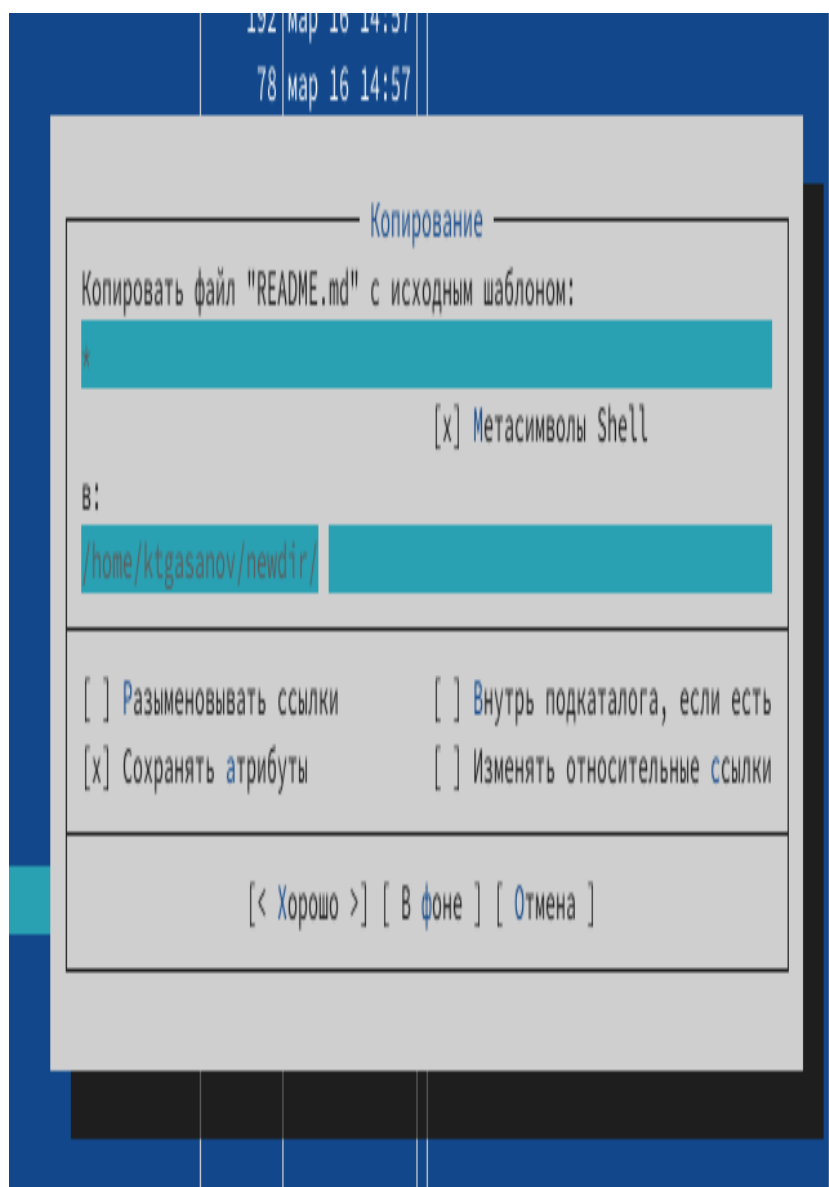 192 мар 16 14:57
78 мар 16 14:57
Копирование
Копировать файл "README.md" с исходным шаблоном:
*
[x] Метасимволы Shell
в:
/home/ktgasanov/newdir/
[ ] Разыменовывать ссылки [ ] Внутрь подкаталога, если есть
[x] Сохранять атрибуты [ ] Изменять относительные ссылки
[< Хорошо >] [ В фоне ] [ Отмена ]